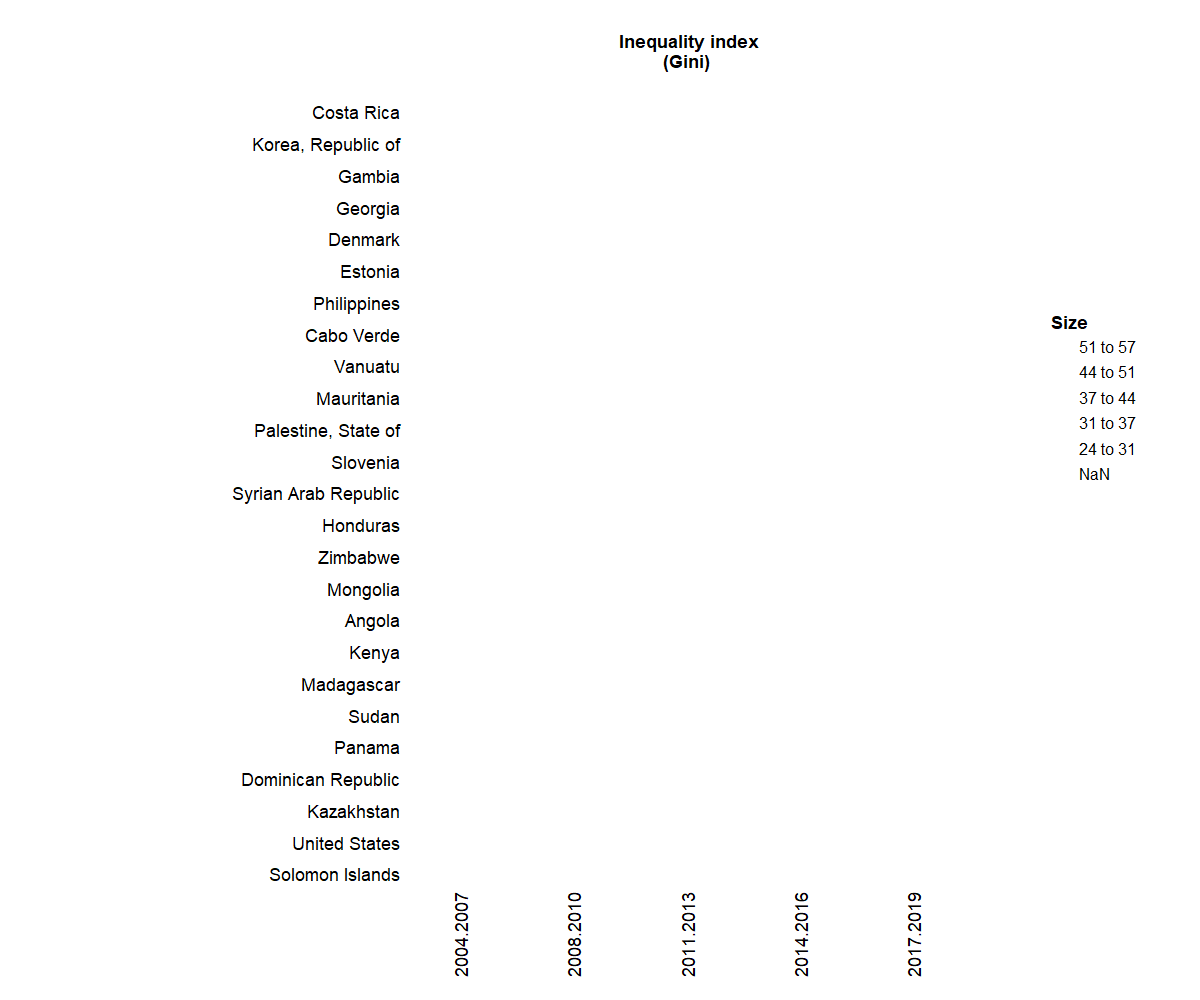 Inequality index
(Gini)
Costa Rica
Korea, Republic of
Gambia
Georgia
Denmark
Estonia
Philippines
Cabo Verde
Vanuatu
Mauritania
Palestine, State of
Slovenia
Syrian Arab Republic
Honduras
Zimbabwe
Mongolia
Angola
Kenya
Madagascar
Sudan
Panama
Dominican Republic
Kazakhstan
United States
Solomon Islands
2004.2007
2008.2010
2011.2013
2014.2016
2017.2019
Size
51 to 57
44 to 51
37 to 44
31 to 37
24 to 31
NaN